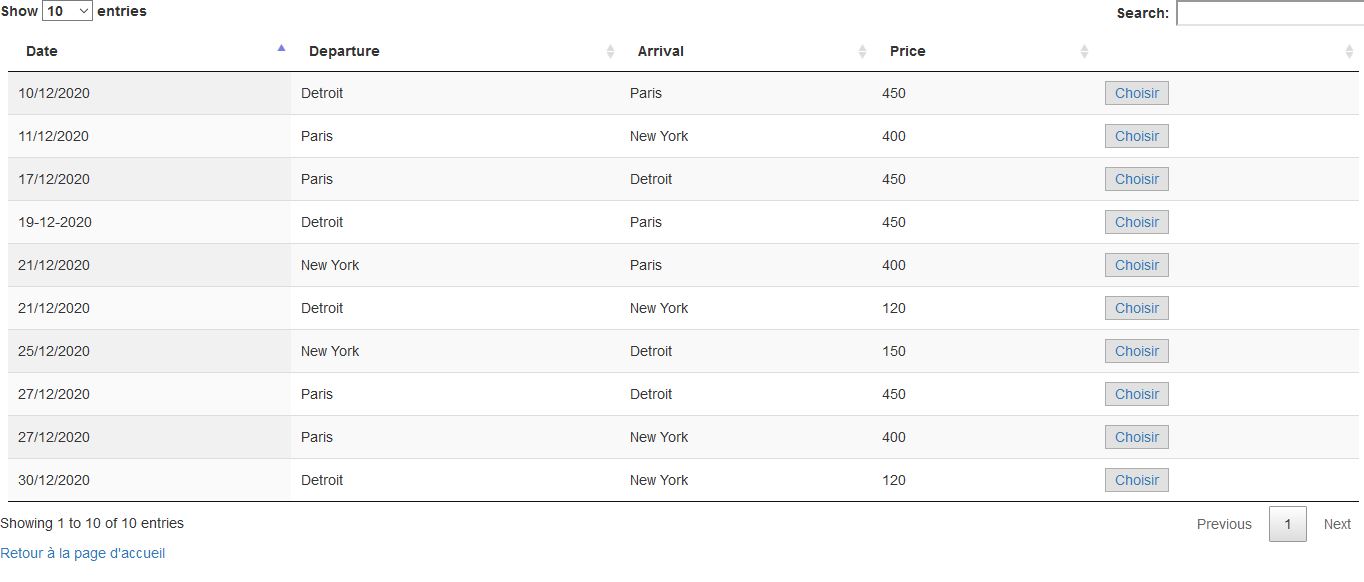 Show 10 entries Search:
Date Departure Arrival Price
10/12/2020 Detroit Paris 450 Choisir
11/12/2020 Paris New York 400 Choisir
17/12/2020 Paris Detroit 450 Choisir
19-12-2020 Detroit Paris 450 Choisir
21/12/2020 New York Paris 400 Choisir
21/12/2020 Detroit New York 120 Choisir
25/12/2020 New York Detroit 150 Choisir
27/12/2020 Paris Detroit 450 Choisir
27/12/2020 Paris New York 400 Choisir
30/12/2020 Detroit New York 120 Choisir
Showing 1 to 10 of 10 entries Previous 1 Next
Retour à la page d'accueil